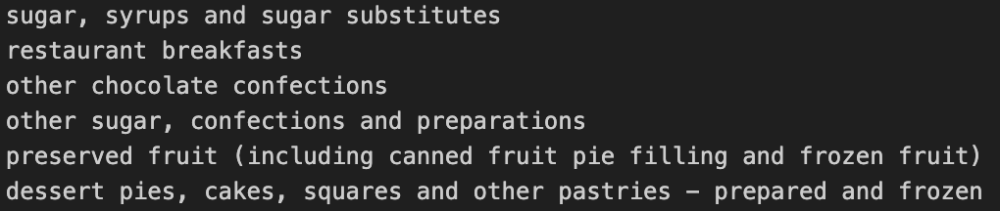 sugar, syrups and sugar substitutes
restaurant breakfasts
other chocolate confections
other sugar, confections and preparations
preserved fruit (including canned fruit pie filling and frozen fruit)
dessert pies, cakes, squares and other pastries – prepared and frozen